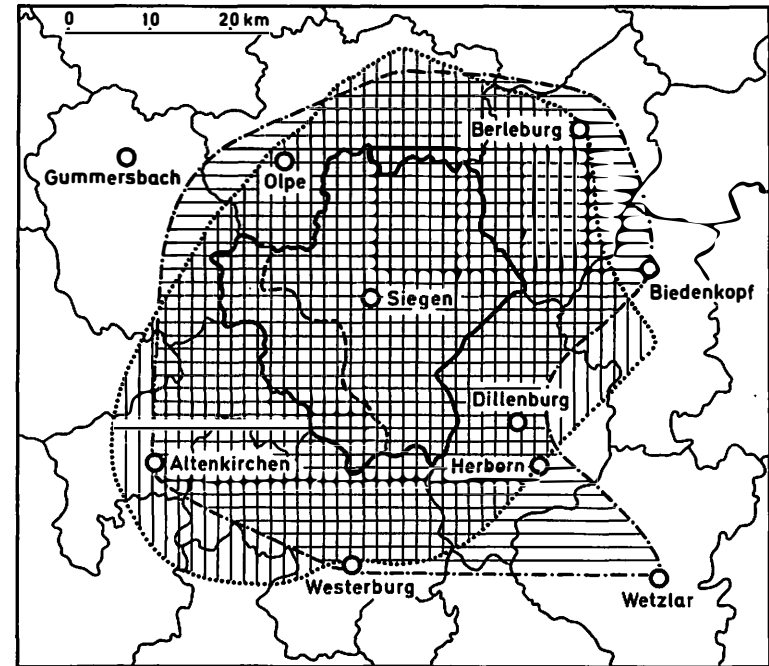 0 10 20 km
Berleburg
Gummersbach
Olpe
Biedenkopf
Siegen
Dillenburg
Altenkirchen
Herborn
Westerburg
Wetzlar